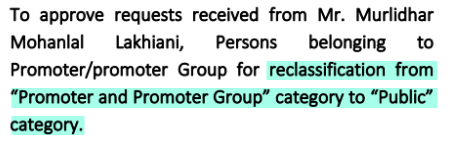 To approve requests received from Mr. Murlidhar
Mohanlal Lakhiani, Persons belonging to
Promoter/promoter Group for reclassification from
“Promoter and Promoter Group” category to “Public”
category.